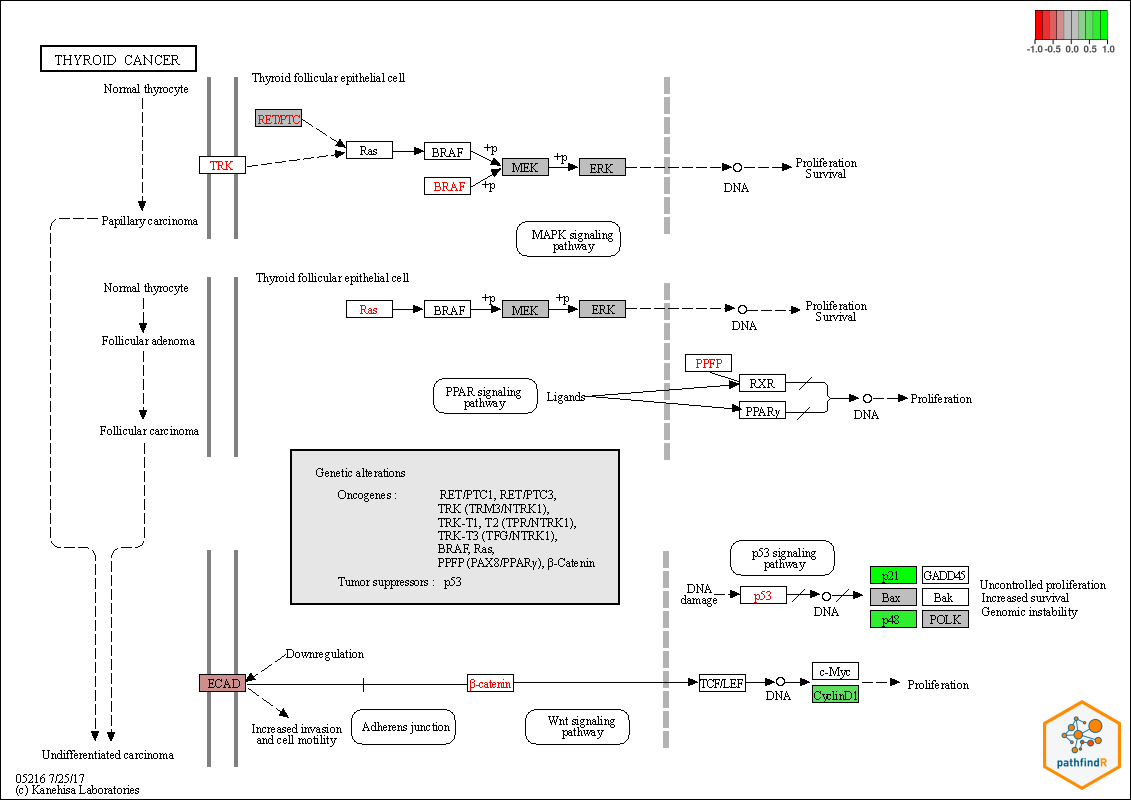 -1.0 -0.5 0.0 0.5 1.0
THYROID CANCER
Thyroid follicular epithelial cell
Normal thyrocyte
RET/PTC
Ras
BRAF
+p
TRK
MEK
+p
ERK
DNA
Proliferation
Survival
BRAF
+p
Papillary carcinoma
MAPK signaling
pathway
Thyroid follicular epithelial cell
Normal thyrocyte
Ras
BRAF
+p
MEK
+p
ERK
DNA
Proliferation
Survival
Follicular adenoma
PPFP
RXR
PPAR signaling
pathway
Ligands
PPARγ
DNA
Proliferation
Follicular carcinoma
Genetic alterations
Oncogenes : RET/PTC1, RET/PTC3,
TRK (TRM3/NTRK1),
TRK-T1, T2 (TPR/NTRK1),
TRK-T3 (TFG/NTRK1),
BRAF, Ras,
PPFP (PAX8/PPARγ), β-Catenin
Tumor suppressors : p53
p53 signaling
pathway
DNA
damage
p53
DNA
p21 GADD45
Bax Bak
p48 POLK
Uncontrolled proliferation
Increased survival
Genomic instability
Downregulation
ECAD
β-catenin
TCF/LEF
DNA
c-Myc
CyclinD1
Proliferation
Increased invasion
and cell motility
Adherens junction
Wnt signaling
pathway
Undifferentiated carcinoma
05216 7/25/17
(c) Kanehisa Laboratories
pathfindR